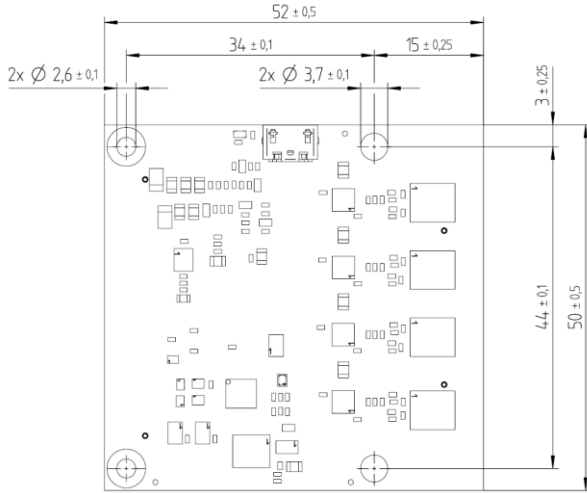 52 ± 0,5
34 ± 0,1
15 ± 0,25
2x Ø 2,6 ± 0,1
2x Ø 3,7 ± 0,1
3 ± 0,25
44 ± 0,1
50 ± 0,5